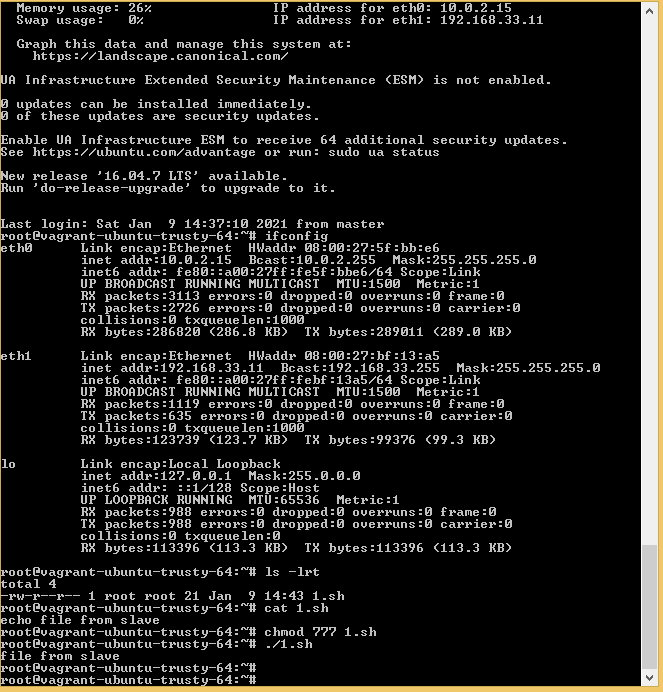 Memory usage: 26%               IP address for eth0: 10.0.2.15
  Swap usage:   0%                IP address for eth1: 192.168.33.11
  Graph this data and manage this system at:
    https://landscape.canonical.com/
UA Infrastructure Extended Security Maintenance (ESM) is not enabled.
0 updates can be installed immediately.
0 of these updates are security updates.
Enable UA Infrastructure ESM to receive 64 additional security updates.
See https://ubuntu.com/advantage or run: sudo ua status
New release '16.04.7 LTS' available.
Run 'do-release-upgrade' to upgrade to it.
Last login: Sat Jan  9 14:37:10 2021 from master
root@vagrant-ubuntu-trusty-64:~# ifconfig
eth0      Link encap:Ethernet  HWaddr 08:00:27:5f:bb:e6
          inet addr:10.0.2.15  Bcast:10.0.2.255  Mask:255.255.255.0
          inet6 addr: fe80::a00:27ff:fe5f:bbe6/64 Scope:Link
          UP BROADCAST RUNNING MULTICAST  MTU:1500  Metric:1
          RX packets:3113 errors:0 dropped:0 overruns:0 frame:0
          TX packets:2726 errors:0 dropped:0 overruns:0 carrier:0
          collisions:0 txqueuelen:1000
          RX bytes:286820 (286.8 KB)  TX bytes:289011 (289.0 KB)
eth1      Link encap:Ethernet  HWaddr 08:00:27:bf:13:a5
          inet addr:192.168.33.11  Bcast:192.168.33.255  Mask:255.255.255.0
          inet6 addr: fe80::a00:27ff:febf:13a5/64 Scope:Link
          UP BROADCAST RUNNING MULTICAST  MTU:1500  Metric:1
          RX packets:1119 errors:0 dropped:0 overruns:0 frame:0
          TX packets:635 errors:0 dropped:0 overruns:0 carrier:0
          collisions:0 txqueuelen:1000
          RX bytes:123739 (123.7 KB)  TX bytes:99376 (99.3 KB)
lo        Link encap:Local Loopback
          inet addr:127.0.0.1  Mask:255.0.0.0
          inet6 addr: ::1/128 Scope:Host
          UP LOOPBACK RUNNING  MTU:65536  Metric:1
          RX packets:988 errors:0 dropped:0 overruns:0 frame:0
          TX packets:988 errors:0 dropped:0 overruns:0 carrier:0
          collisions:0 txqueuelen:0
          RX bytes:113396 (113.3 KB)  TX bytes:113396 (113.3 KB)
root@vagrant-ubuntu-trusty-64:~# ls -lrt
total 4
-rw-r--r-- 1 root root 21 Jan  9 14:43 1.sh
root@vagrant-ubuntu-trusty-64:~# cat 1.sh
echo file from slave
root@vagrant-ubuntu-trusty-64:~# chmod 777 1.sh
root@vagrant-ubuntu-trusty-64:~# ./1.sh
file from slave
root@vagrant-ubuntu-trusty-64:~#
root@vagrant-ubuntu-trusty-64:~#